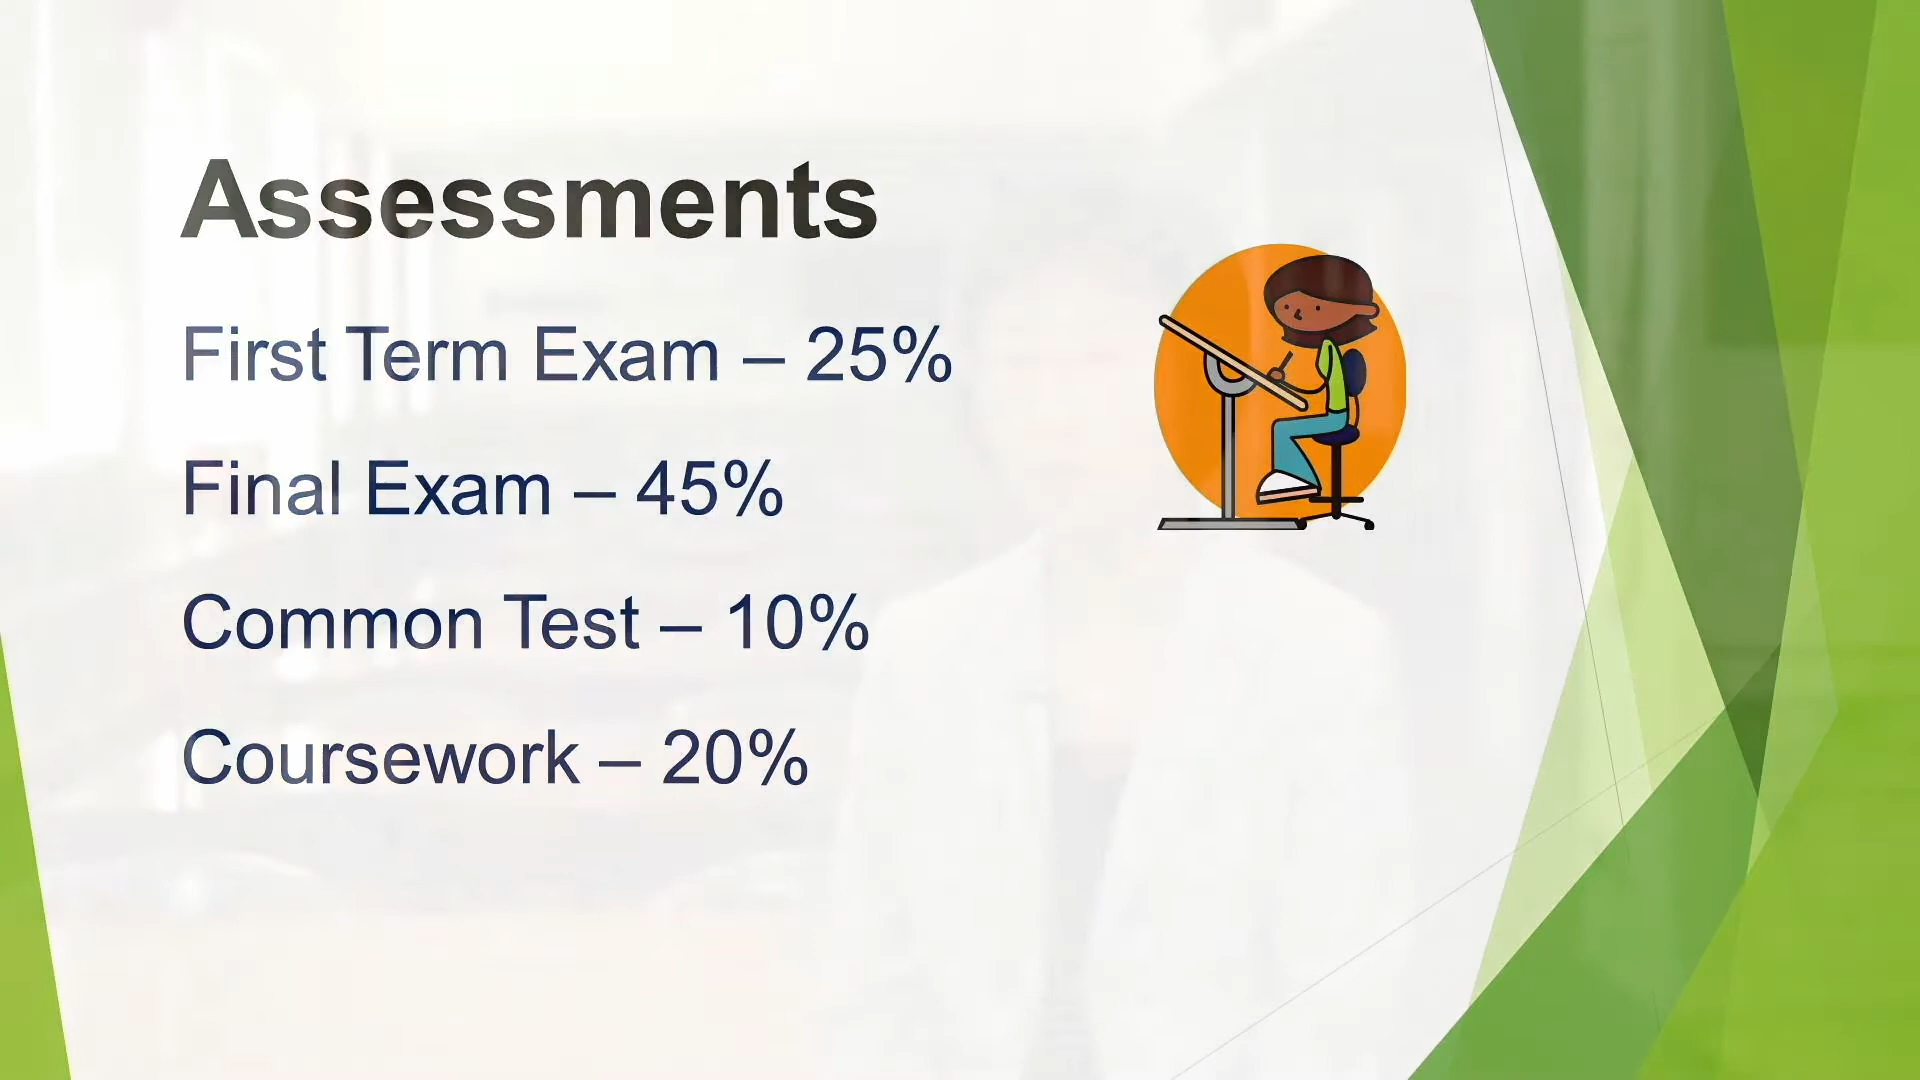 Assessments
First Term Exam – 25%
Final Exam – 45%
Common Test – 10%
Coursework – 20%